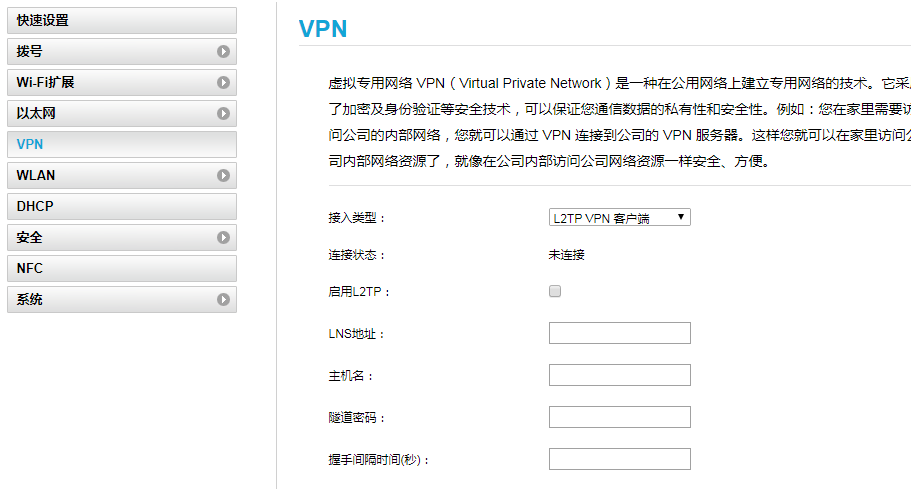 快速设置
拨号
Wi-Fi扩展
以太网
VPN
WLAN
DHCP
安全
NFC
系统
VPN
虚拟专用网络 VPN（Virtual Private Network）是一种在公用网络上建立专用网络的技术。它采
了加密及身份验证等安全技术，可以保证您通信数据的私有性和安全性。例如：您在家里需要访
问公司的内部网络，您就可以通过 VPN 连接到公司的 VPN 服务器。这样您就可以在家里访问公
司内部网络资源了，就像在公司内部访问公司网络资源一样安全、方便。
接入类型：
L2TP VPN 客户端
连接状态：
未连接
启用L2TP：
LNS地址：
主机名：
隧道密码：
握手间隔时间(秒)：